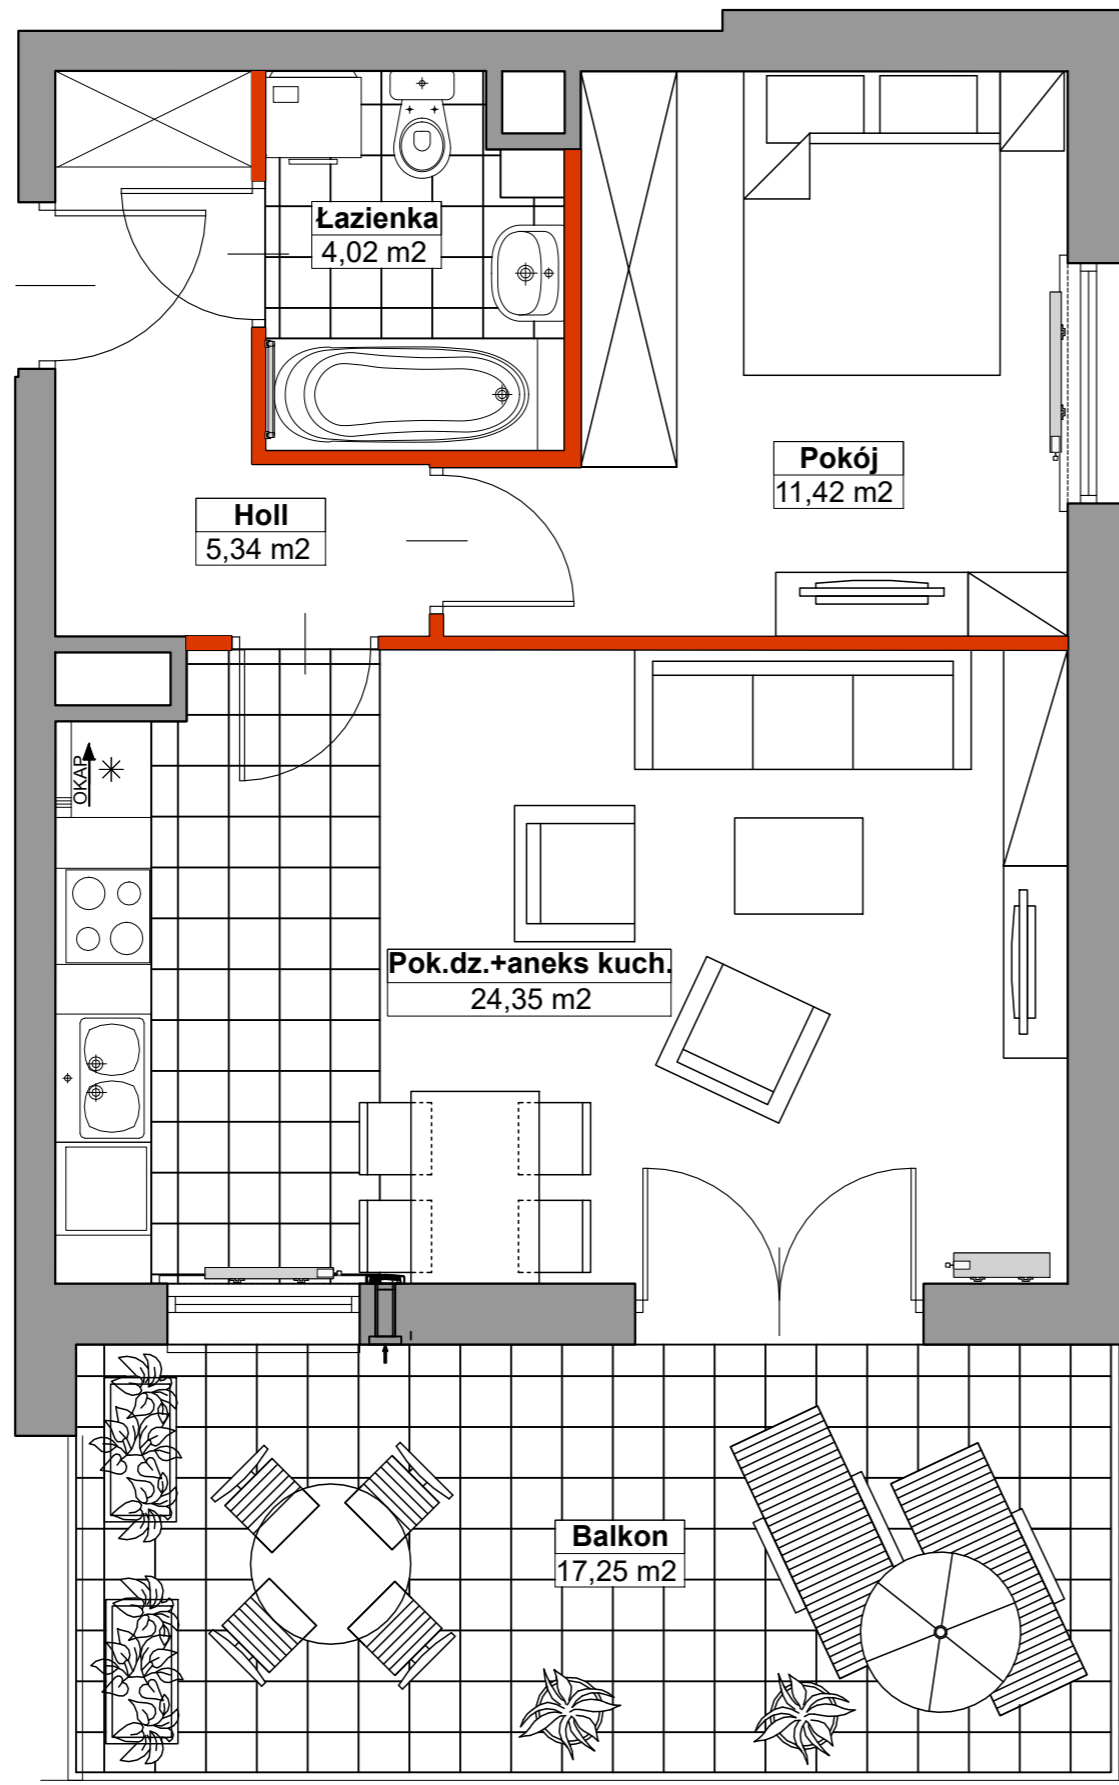 Łazienka
4,02 m2
Pokój
11,42 m2
Holl
5,34 m2
OKAP
Pok.dz.+aneks kuch.
24,35 m2
Balkon
17,25 m2